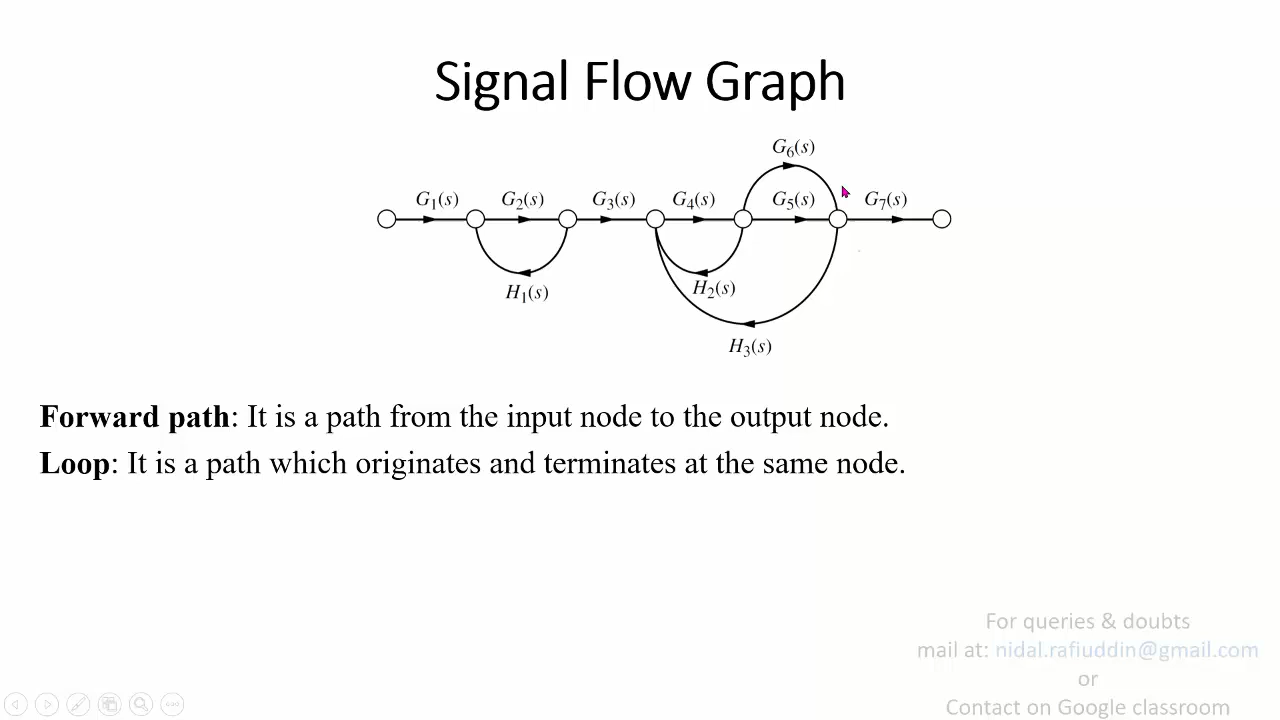 Signal Flow Graph
G6(s)
G1(s) G2(s) G3(s) G4(s) G5(s) G7(s)
H1(s) H2(s)
H3(s)
Forward path: It is a path from the input node to the output node.
Loop: It is a path which originates and terminates at the same node.
For queries & doubts
mail at: nidal.rafiuddin@gmail.com
or
Contact on Google classroom